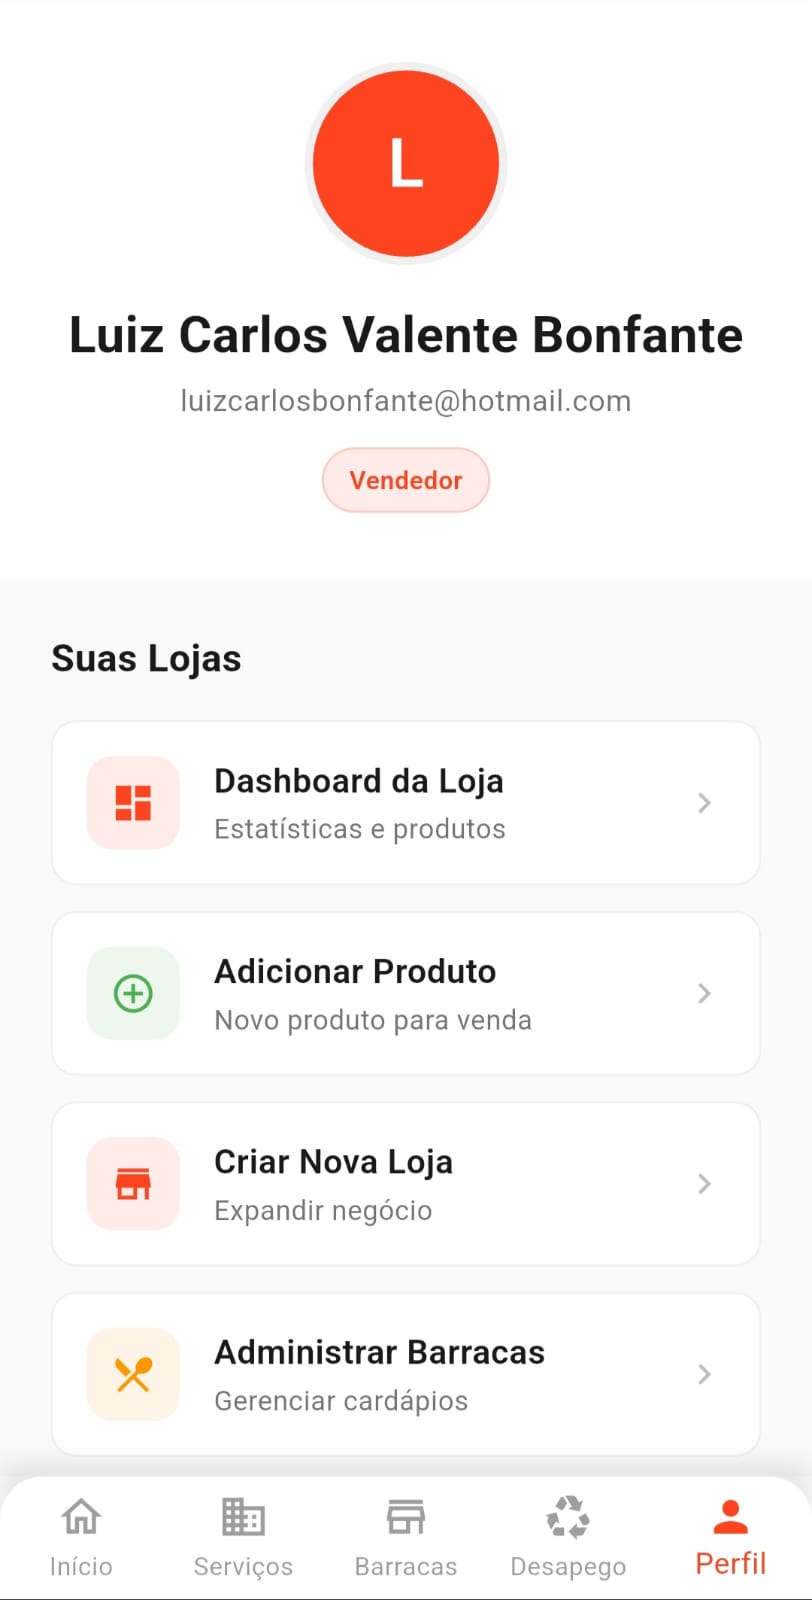 L
Luiz Carlos Valente Bonfante
luizcarlosbonfante@hotmail.com
Vendedor
Suas Lojas
Dashboard da Loja
Estatísticas e produtos
Adicionar Produto
Novo produto para venda
Criar Nova Loja
Expandir negócio
Administrar Barracas
Gerenciar cardápios
Início
Serviços
Barracas
Desapego
Perfil